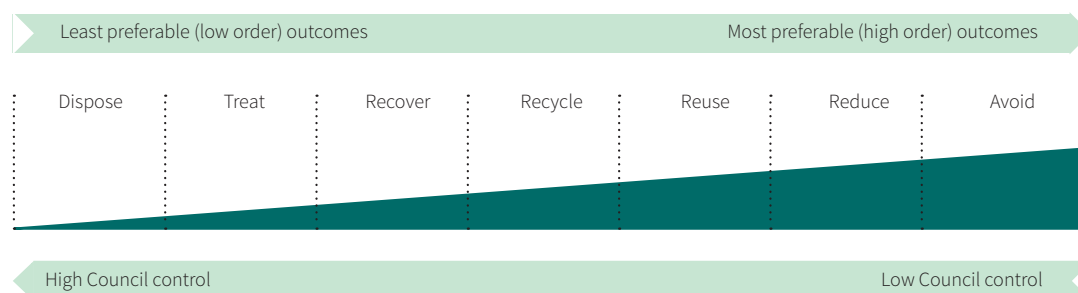 Least preferable (low order) outcomes Most preferable (high order) outcomes
Dispose Treat Recover Recycle Reuse Reduce Avoid
High Council control Low Council control